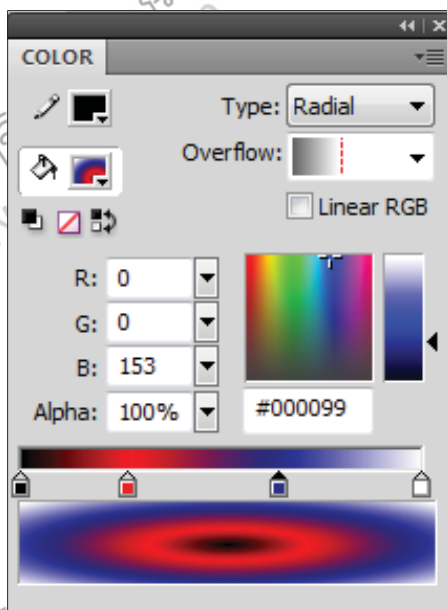 COLOR
Type: Radial
Overflow:
Linear RGB
R: 0
G: 0
B: 153
Alpha: 100% #000099